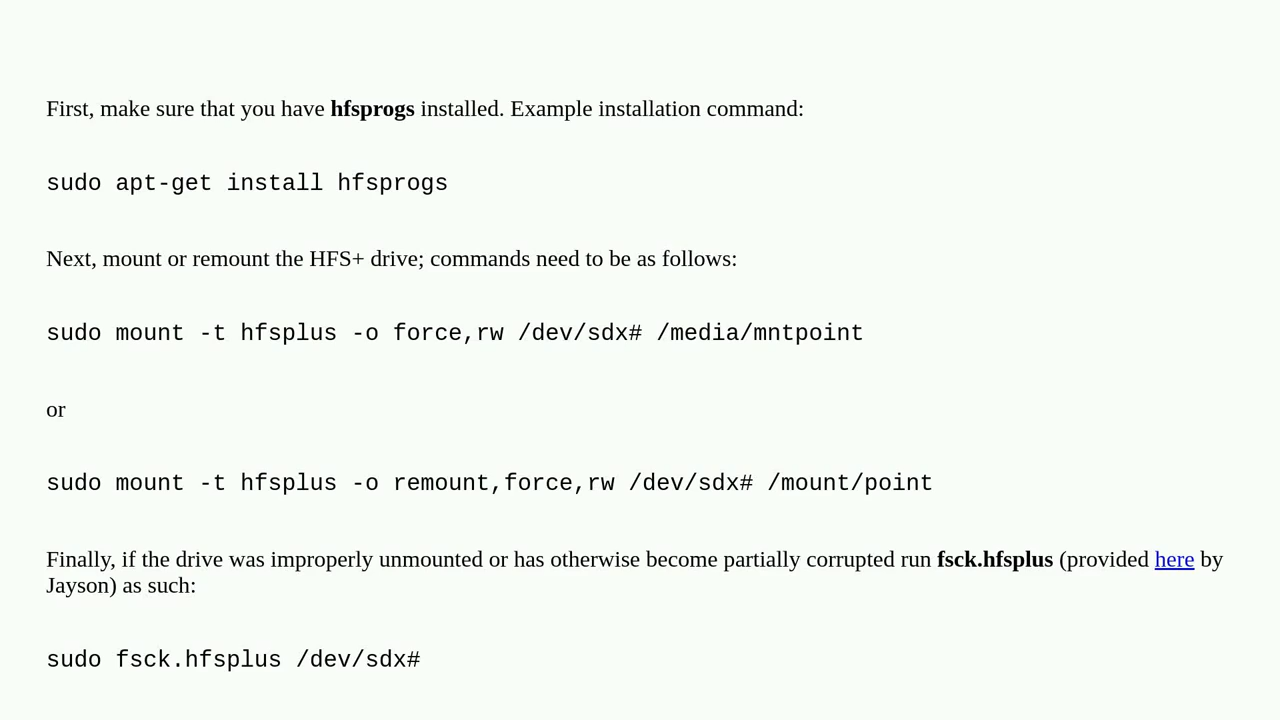 First, make sure that you have hfsprogs installed. Example installation command:
sudo apt-get install hfsprogs
Next, mount or remount the HFS+ drive; commands need to be as follows:
sudo mount -t hfsplus -o force,rw /dev/sdx# /media/mntpoint
or
sudo mount -t hfsplus -o remount,force,rw /dev/sdx# /mount/point
Finally, if the drive was improperly unmounted or has otherwise become partially corrupted run fsck.hfsplus (provided here by
Jayson) as such:
sudo fsck.hfsplus /dev/sdx#